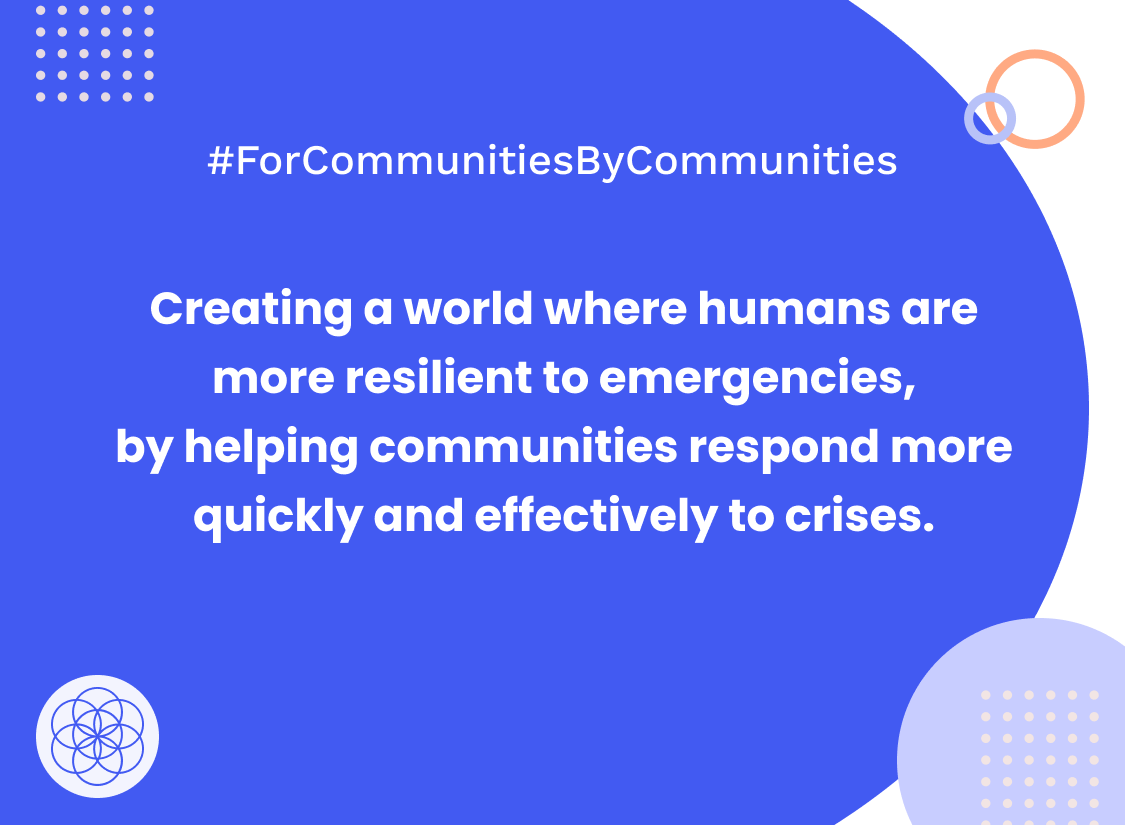 #ForCommunitiesByCommunities
Creating a world where humans are
more resilient to emergencies,
by helping communities respond more
quickly and effectively to crises.